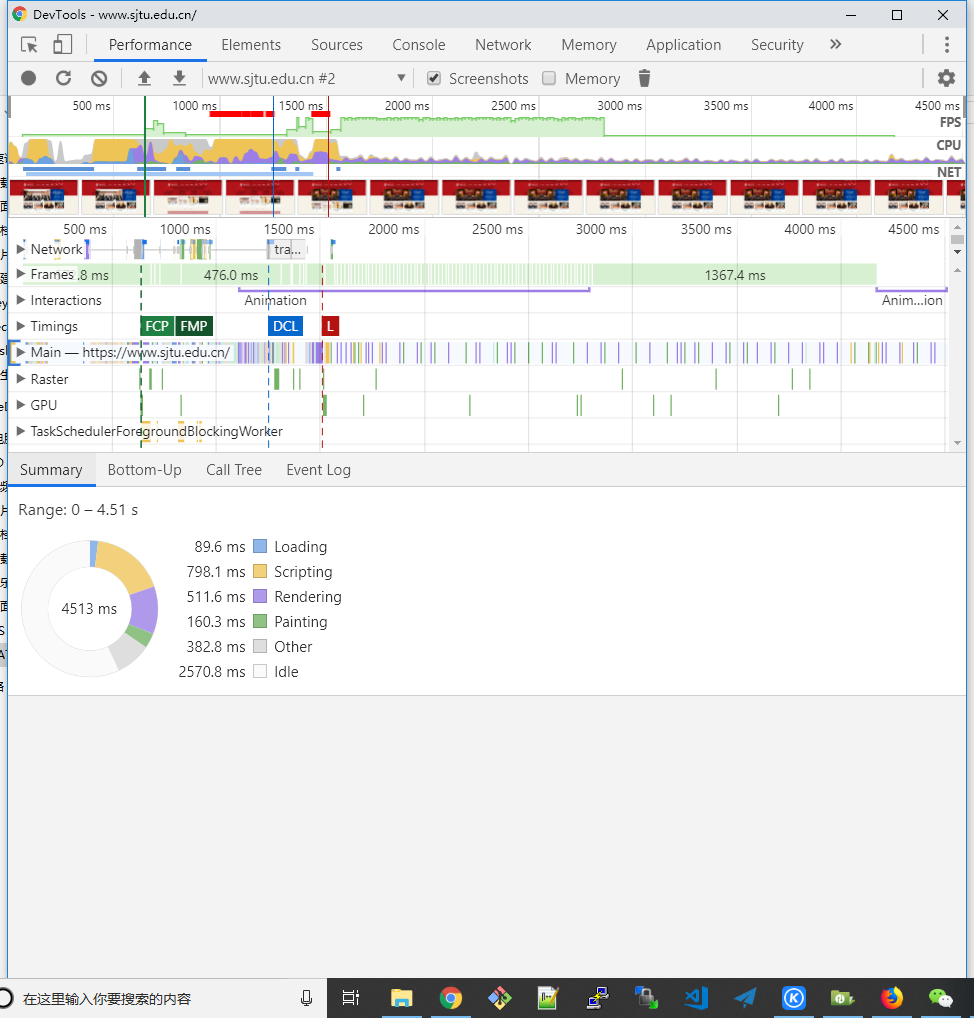 DevTools - www.sjtu.edu.cn/
Performance Elements Sources Console Network Memory Application Security »
www.sjtu.edu.cn #2 Screenshots Memory
500 ms 1000 ms 1500 ms 2000 ms 2500 ms 3000 ms 3500 ms 4000 ms 4500 ms
FPS
CPU
NET
500 ms 1000 ms 1500 ms 2000 ms 2500 ms 3000 ms 3500 ms 4000 ms 4500 ms
Network tra...
Frames .8 ms 476.0 ms 1367.4 ms
Interactions Animation Anim...ion
Timings FCP FMP DCL L
Main — https://www.sjtu.edu.cn/
Raster
GPU
TaskSchedulerForegroundBlockingWorker
Summary Bottom-Up Call Tree Event Log
Range: 0 – 4.51 s
4513 ms
89.6 ms Loading
798.1 ms Scripting
511.6 ms Rendering
160.3 ms Painting
382.8 ms Other
2570.8 ms Idle
在这里输入你要搜索的内容